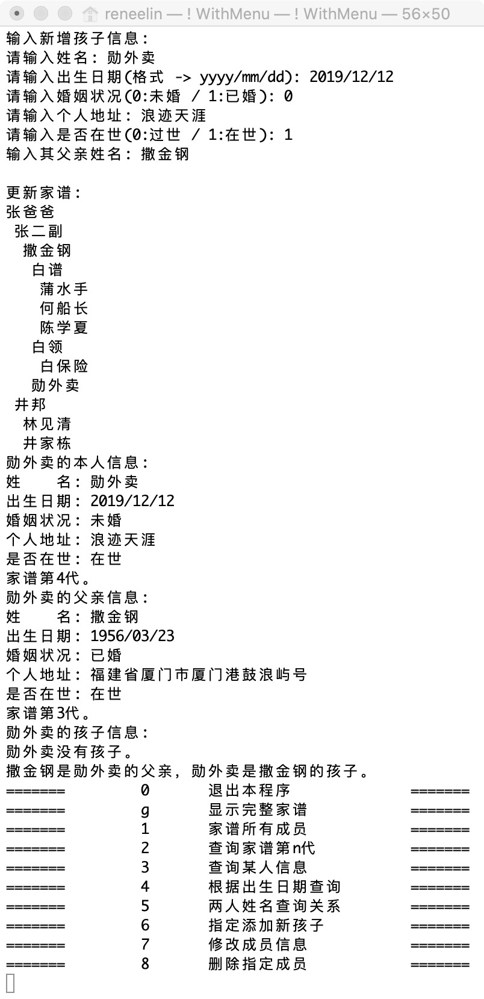 reneelin — ! WithMenu — ! WithMenu — 56×50
输入新增孩子信息:
请输入姓名: 勋外卖
请输入出生日期(格式 -> yyyy/mm/dd): 2019/12/12
请输入婚姻状况(0:未婚 / 1:已婚): 0
请输入个人地址: 浪迹天涯
请输入是否在世(0:过世 / 1:在世): 1
输入其父亲姓名: 撒金钢

更新家谱:
张爸爸
 张二副
  撒金钢
   白谱
    蒲水手
    何船长
    陈学夏
   白领
    白保险
   勋外卖
 井邦
  林见清
  井家栋
勋外卖的本人信息:
姓    名: 勋外卖
出生日期: 2019/12/12
婚姻状况: 未婚
个人地址: 浪迹天涯
是否在世: 在世
家谱第4代。
勋外卖的父亲信息:
姓    名: 撒金钢
出生日期: 1956/03/23
婚姻状况: 已婚
个人地址: 福建省厦门市厦门港鼓浪屿号
是否在世: 在世
家谱第3代。
勋外卖的孩子信息:
勋外卖没有孩子。
撒金钢是勋外卖的父亲, 勋外卖是撒金钢的孩子。
=======         0       退出本程序              =======
=======         g       显示完整家谱            =======
=======         1       家谱所有成员            =======
=======         2       查询家谱第n代           =======
=======         3       查询某人信息            =======
=======         4       根据出生日期查询        =======
=======         5       两人姓名查询关系        =======
=======         6       指定添加新孩子          =======
=======         7       修改成员信息            =======
=======         8       删除指定成员            =======